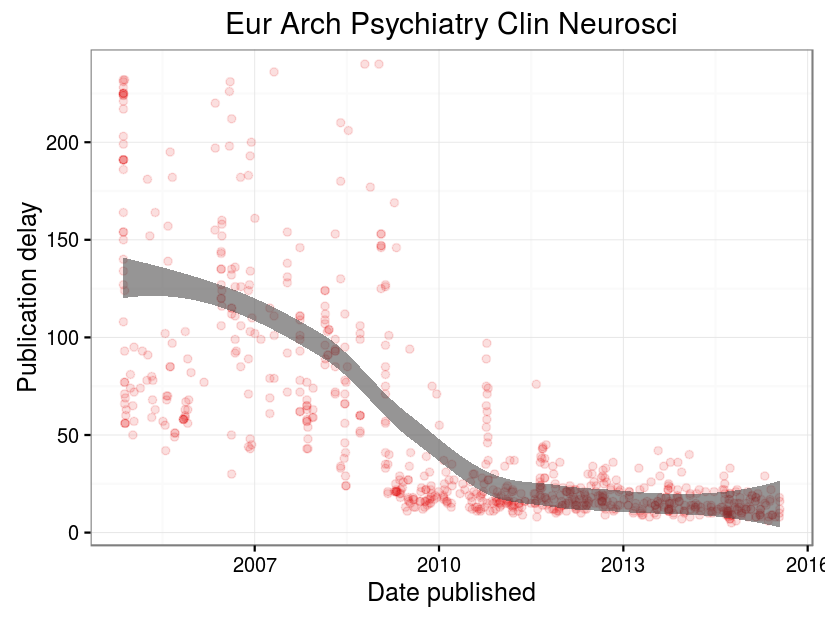 Eur Arch Psychiatry Clin Neurosci
Publication delay
200
150
100
50
0
2007 2010 2013 2016
Date published